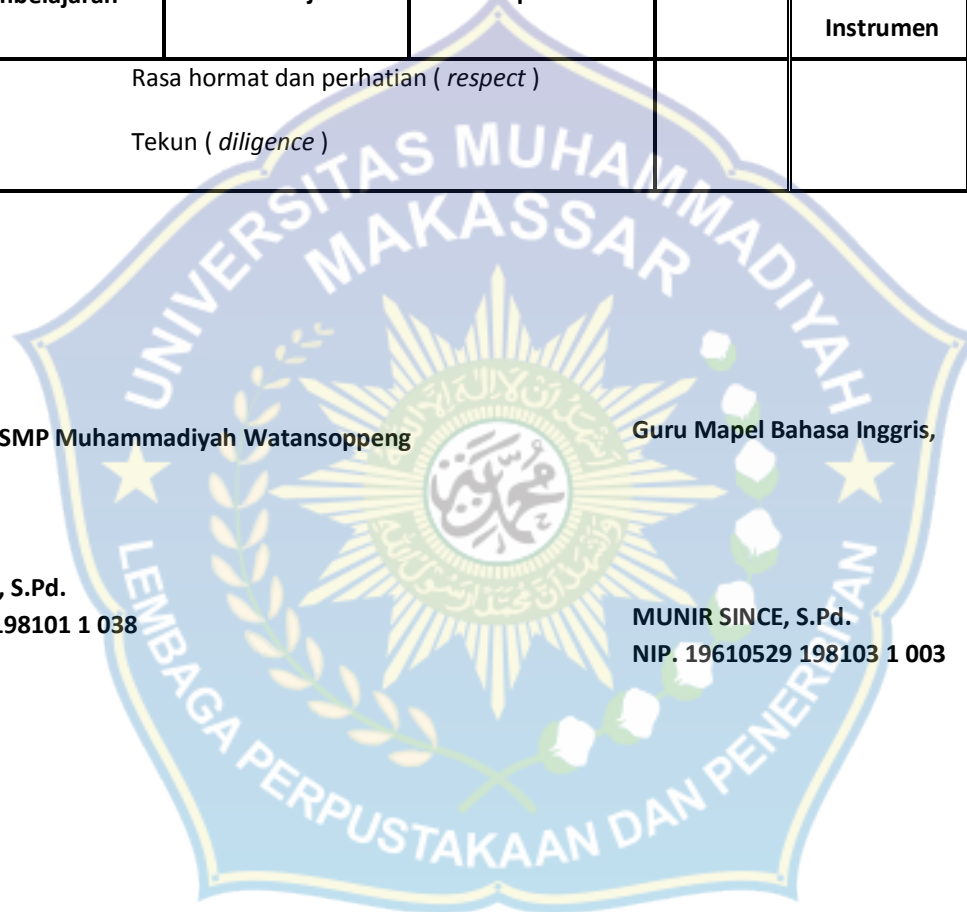 Instrumen
Rasa hormat dan perhatian ( respect )
Tekun ( diligence )
UNIVERSITAS MUHAMMADIYAH
MAKASSAR
SMP Muhammadiyah Watansoppeng
Guru Mapel Bahasa Inggris,
, S.Pd.
198101 1 038
MUNIR SINCE, S.Pd.
NIP. 19610529 198103 1 003
LEMBAGA PERPUSTAKAAN DAN PENERBITAN